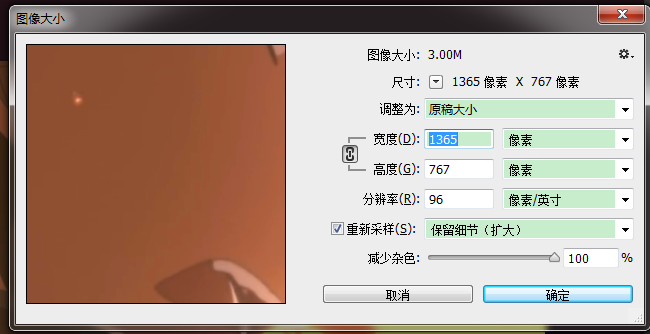 图像大小
图像大小: 3.00M
尺寸: 1365 像素 X 767 像素
调整为: 原稿大小
宽度(D): 1365 像素
高度(G): 767 像素
分辨率(R): 96 像素/英寸
重新采样(S): 保留细节（扩大）
减少杂色: 100 %
取消 确定